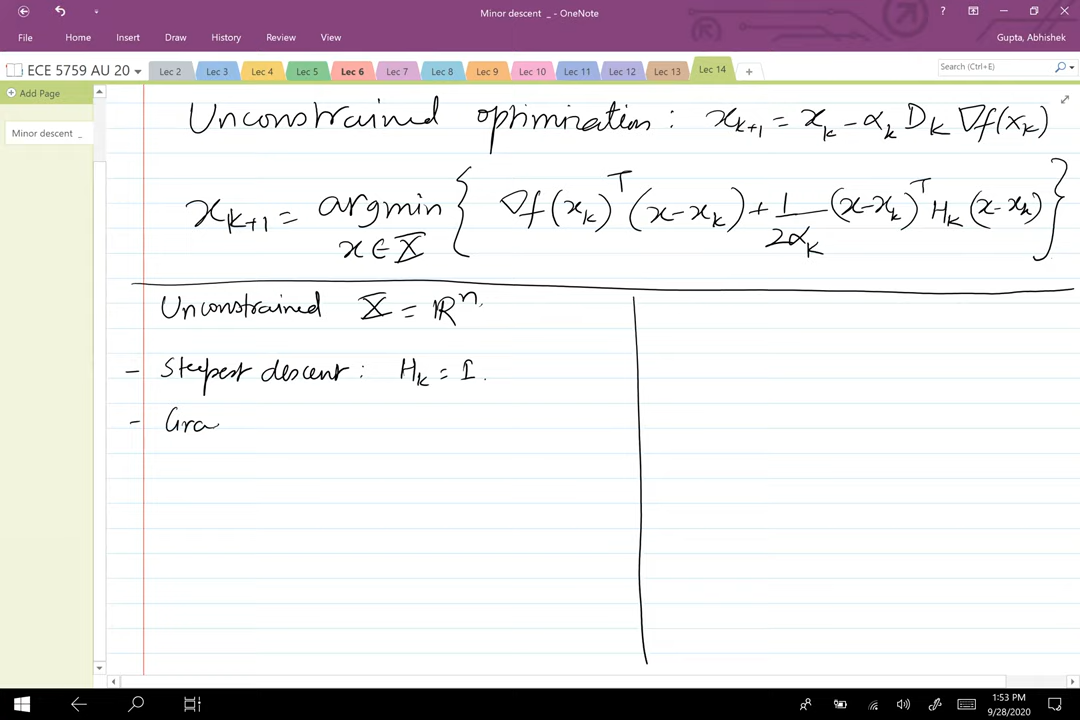 Minor descent _ - OneNote
? Gupta, Abhishek
File Home Insert Draw History Review View
ECE 5759 AU 20 Lec 2 Lec 3 Lec 4 Lec 5 Lec 6 Lec 7 Lec 8 Lec 9 Lec 10 Lec 11 Lec 12 Lec 13 Lec 14 + Search (Ctrl+E)
Add Page
Minor descent _
Unconstrained optimization : x_{k+1} = x_k - α_k D_k ∇f(x_k)
x_{k+1} = argmin_{x ∈ X} { ∇f(x_k)^T (x-x_k) + 1/(2α_k) (x-x_k)^T H_k (x-x_k) }
Unconstrained X = ℝ^n.
- Steepest descent : H_k = I.
- Gra
1:53 PM
9/28/2020